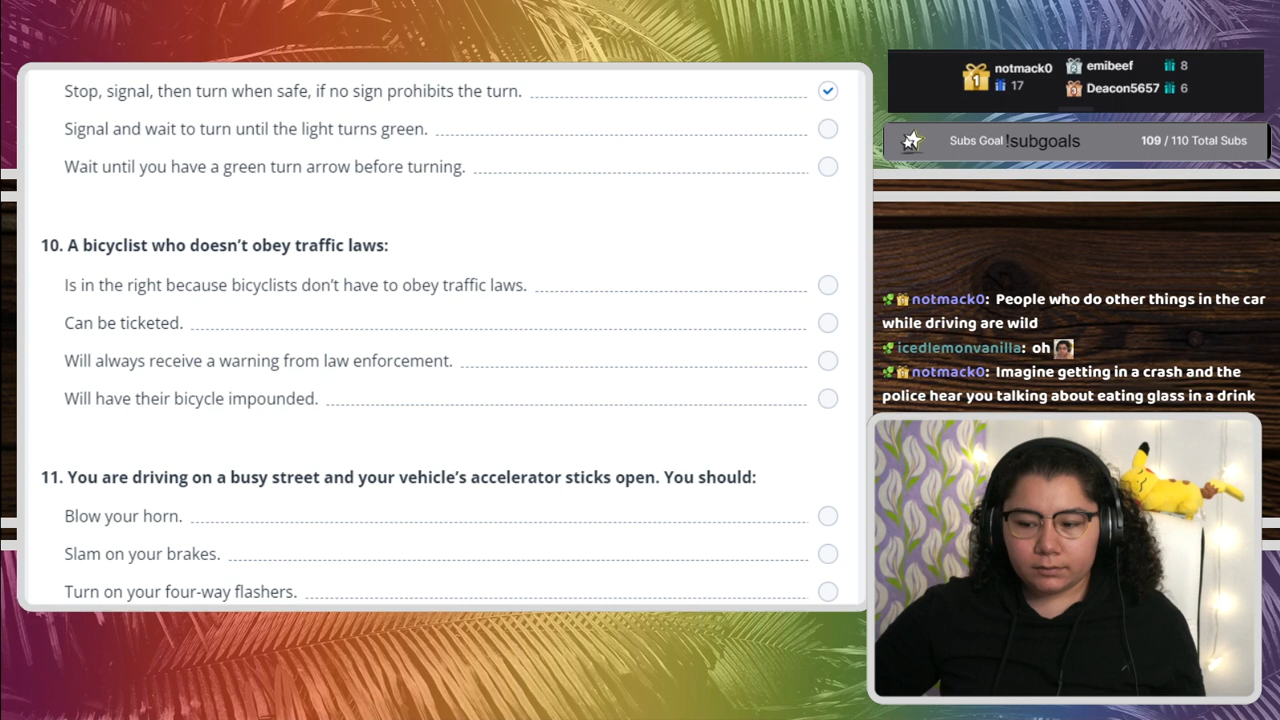 Stop, signal, then turn when safe, if no sign prohibits the turn.
Signal and wait to turn until the light turns green.
Wait until you have a green turn arrow before turning.
10. A bicyclist who doesn’t obey traffic laws:
Is in the right because bicyclists don’t have to obey traffic laws.
Can be ticketed.
Will always receive a warning from law enforcement.
Will have their bicycle impounded.
11. You are driving on a busy street and your vehicle’s accelerator sticks open. You should:
Blow your horn.
Slam on your brakes.
Turn on your four-way flashers.
1 notmack0 17
2 emibeef 8
3 Deacon5657 6
Subs Goal !subgoals 109 / 110 Total Subs
notmack0: People who do other things in the car
while driving are wild
icedlemonvanilla: oh
notmack0: Imagine getting in a crash and the
police hear you talking about eating glass in a drink